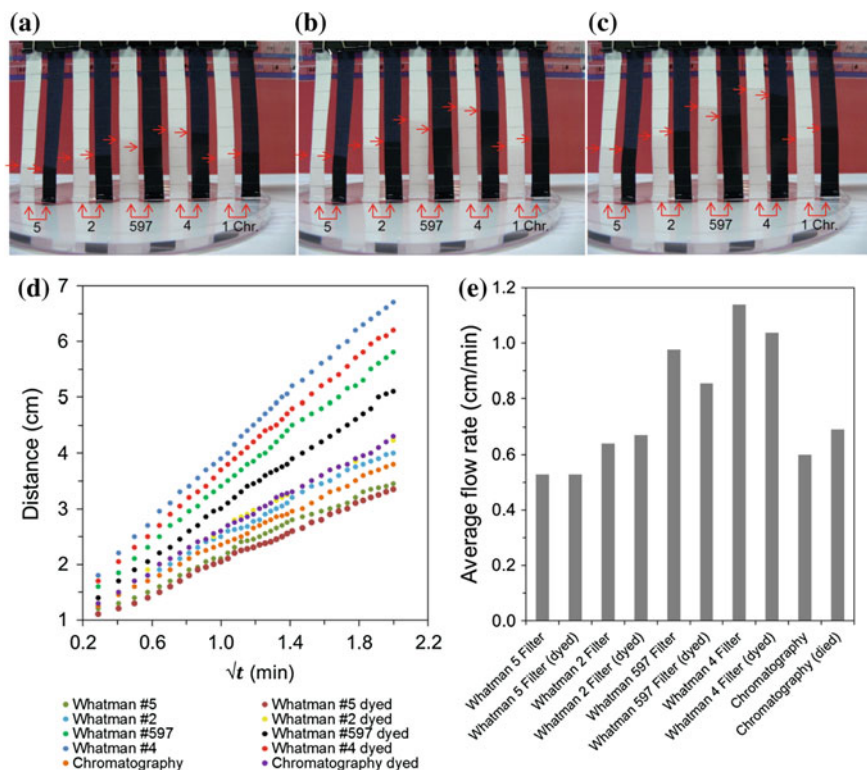 (a)
(b)
(c)
5 2 597 4 1 Chr.
5 2 597 4 1 Chr.
5 2 597 4 1 Chr.
(d)
7
6
5
4
3
2
1
Distance (cm)
0.2 0.6 1.0 1.4 1.8 2.2
√t (min)
Whatman #5
Whatman #5 dyed
Whatman #2
Whatman #2 dyed
Whatman #597
Whatman #597 dyed
Whatman #4
Whatman #4 dyed
Chromatography
Chromatography dyed
(e)
1.2
1.0
0.8
0.6
0.4
0.2
0.0
Average flow rate (cm/min)
Whatman 5 Filter
Whatman 5 Filter (dyed)
Whatman 2 Filter
Whatman 2 Filter (dyed)
Whatman 597 Filter
Whatman 597 Filter (dyed)
Whatman 4 Filter
Whatman 4 Filter (dyed)
Chromatography
Chromatography (died)